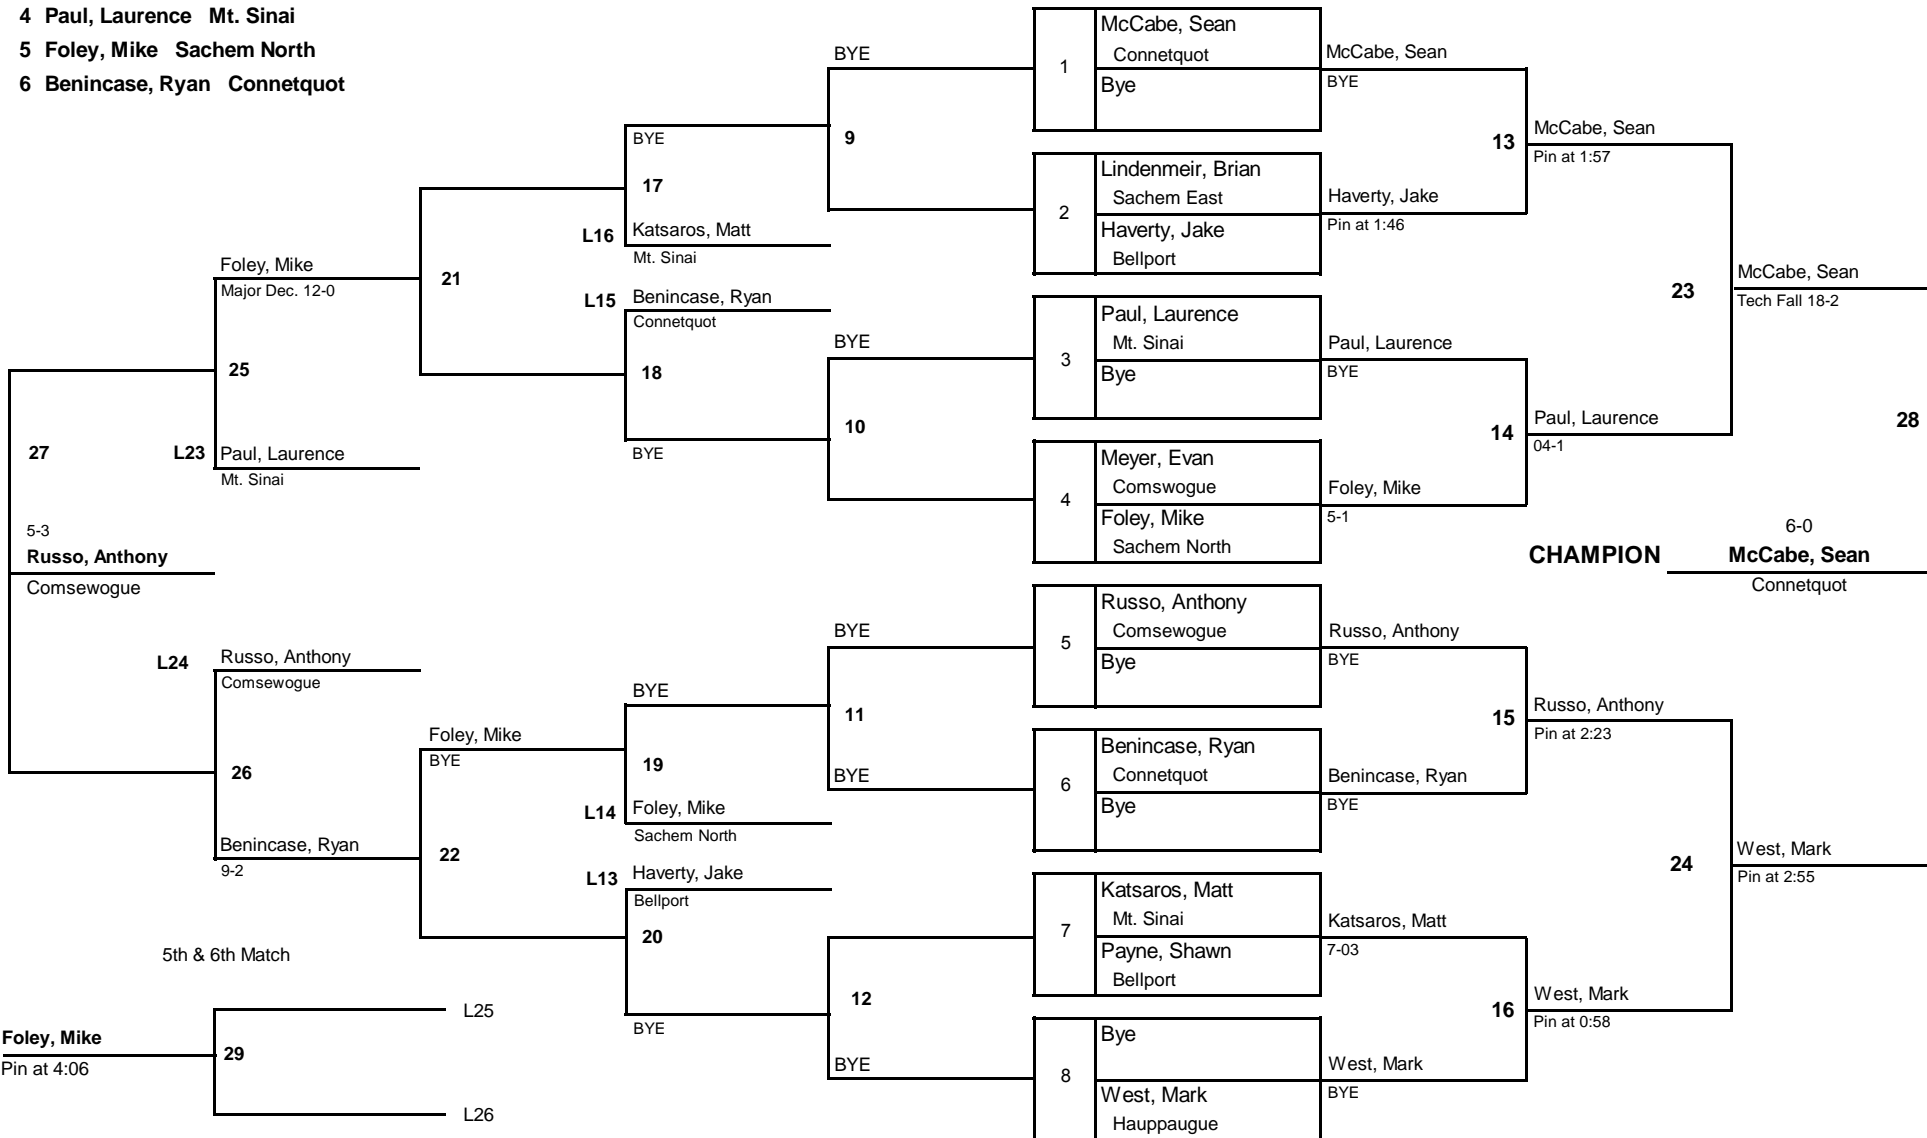 4 Paul, Laurence Mt. Sinai
5 Foley, Mike Sachem North
6 Benincase, Ryan Connetquot
Foley, Mike
Major Dec. 12-0
25
L23 Paul, Laurence
Mt. Sinai
27
5-3
Russo, Anthony
Comsewogue
L24 Russo, Anthony
Comsewogue
26
Benincase, Ryan
9-2
5th & 6th Match
L25
Foley, Mike
Pin at 4:06
29
L26
21
Foley, Mike
BYE
22
BYE
17
L16 Katsaros, Matt
Mt. Sinai
L15 Benincase, Ryan
Connetquot
18
BYE
BYE
19
L14 Foley, Mike
Sachem North
L13 Haverty, Jake
Bellport
20
BYE
BYE
9
BYE
10
BYE
11
BYE
12
BYE
1
McCabe, Sean
Connetquot
Bye
2
Lindenmeir, Brian
Sachem East
Haverty, Jake
Bellport
3
Paul, Laurence
Mt. Sinai
Bye
4
Meyer, Evan
Comswogue
Foley, Mike
Sachem North
5
Russo, Anthony
Comsewogue
Bye
6
Benincase, Ryan
Connetquot
Bye
7
Katsaros, Matt
Mt. Sinai
Payne, Shawn
Bellport
8
Bye
West, Mark
Hauppaugue
McCabe, Sean
BYE
13
Haverty, Jake
Pin at 1:46
Paul, Laurence
BYE
14
Foley, Mike
5-1
Russo, Anthony
BYE
15
Benincase, Ryan
BYE
Katsaros, Matt
7-03
16
West, Mark
BYE
McCabe, Sean
Pin at 1:57
23
Paul, Laurence
04-1
Russo, Anthony
Pin at 2:23
24
West, Mark
Pin at 0:58
McCabe, Sean
Tech Fall 18-2
28
6-0
CHAMPION McCabe, Sean
Connetquot
West, Mark
Pin at 2:55